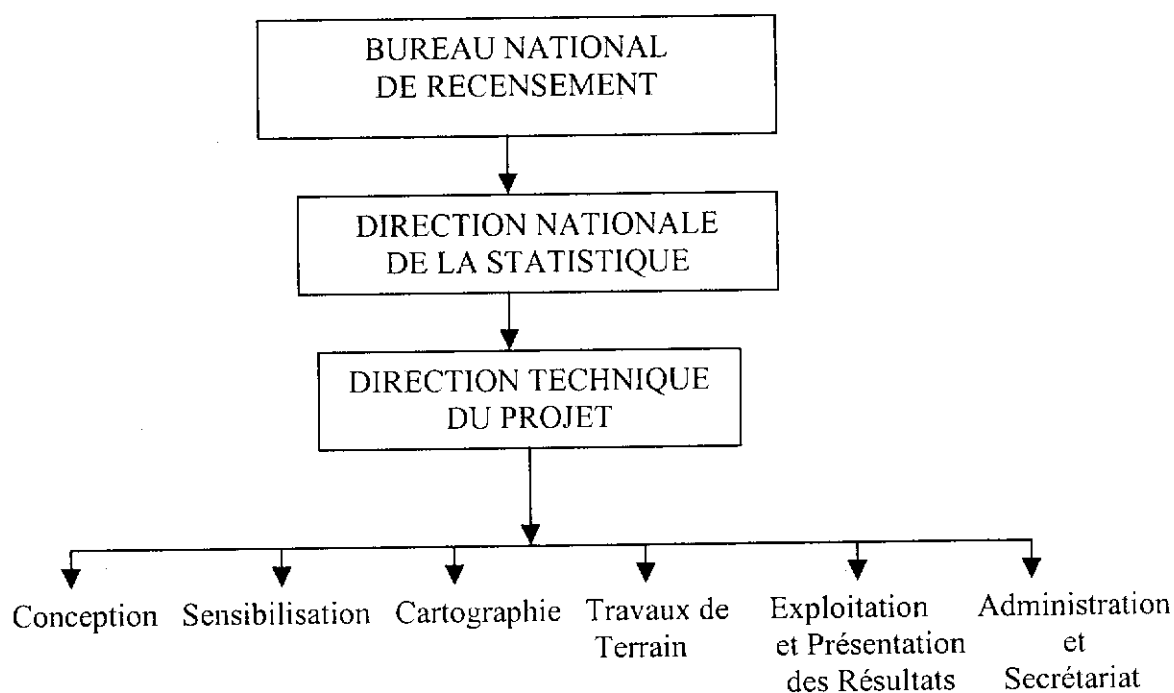 BUREAU NATIONAL
DE RECENSEMENT
DIRECTION NATIONALE
DE LA STATISTIQUE
DIRECTION TECHNIQUE
DU PROJET
Conception
Sensibilisation
Cartographie
Travaux de
Terrain
Exploitation
et Présentation
des Résultats
Administration
et
Secrétariat